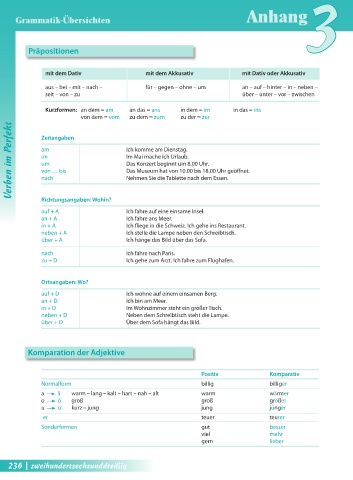 Grammatik-Übersichten
Anhang 3
Präpositionen
mit dem Dativ mit dem Akkusativ mit Dativ oder Akkusativ
aus – bei – mit – nach – für – gegen – ohne – um an – auf – hinter – in – neben –
seit – von – zu über – unter – vor – zwischen
Kurzformen: an dem = am an das = ans in dem = im in das = ins
von dem = vom zu dem = zum zu der = zur
Zeitangaben
am Ich komme am Dienstag.
im Im Mai mache ich Urlaub.
um Das Konzert beginnt um 8.00 Uhr.
von … bis Das Museum hat von 10.00 bis 18.00 Uhr geöffnet.
nach Nehmen Sie die Tablette nach dem Essen.
Richtungsangaben: Wohin?
auf + A Ich fahre auf eine einsame Insel.
an + A Ich fahre ans Meer.
in + A Ich fliege in die Schweiz. Ich gehe ins Restaurant.
neben + A Ich stelle die Lampe neben den Schreibtisch.
über + A Ich hänge das Bild über das Sofa.
nach Ich fahre nach Paris.
zu + D Ich gehe zum Arzt. Ich fahre zum Flughafen.
Ortsangaben: Wo?
auf + D Ich wohne auf einem einsamen Berg.
an + D Ich bin am Meer.
in + D Im Wohnzimmer steht ein großer Tisch.
neben + D Neben dem Schreibtisch steht die Lampe.
über + D Über dem Sofa hängt das Bild.
Komparation der Adjektive
Positiv Komparativ
Normalform billig billiger
a → ä warm – lang – kalt – hart – nah – alt warm wärmer
o → ö groß groß größer
u → ü kurz – jung jung jünger
-er teuer teurer
Sonderformen gut besser
viel mehr
gern lieber
Verben im Perfekt
236 | zweihundertsechsunddreißig